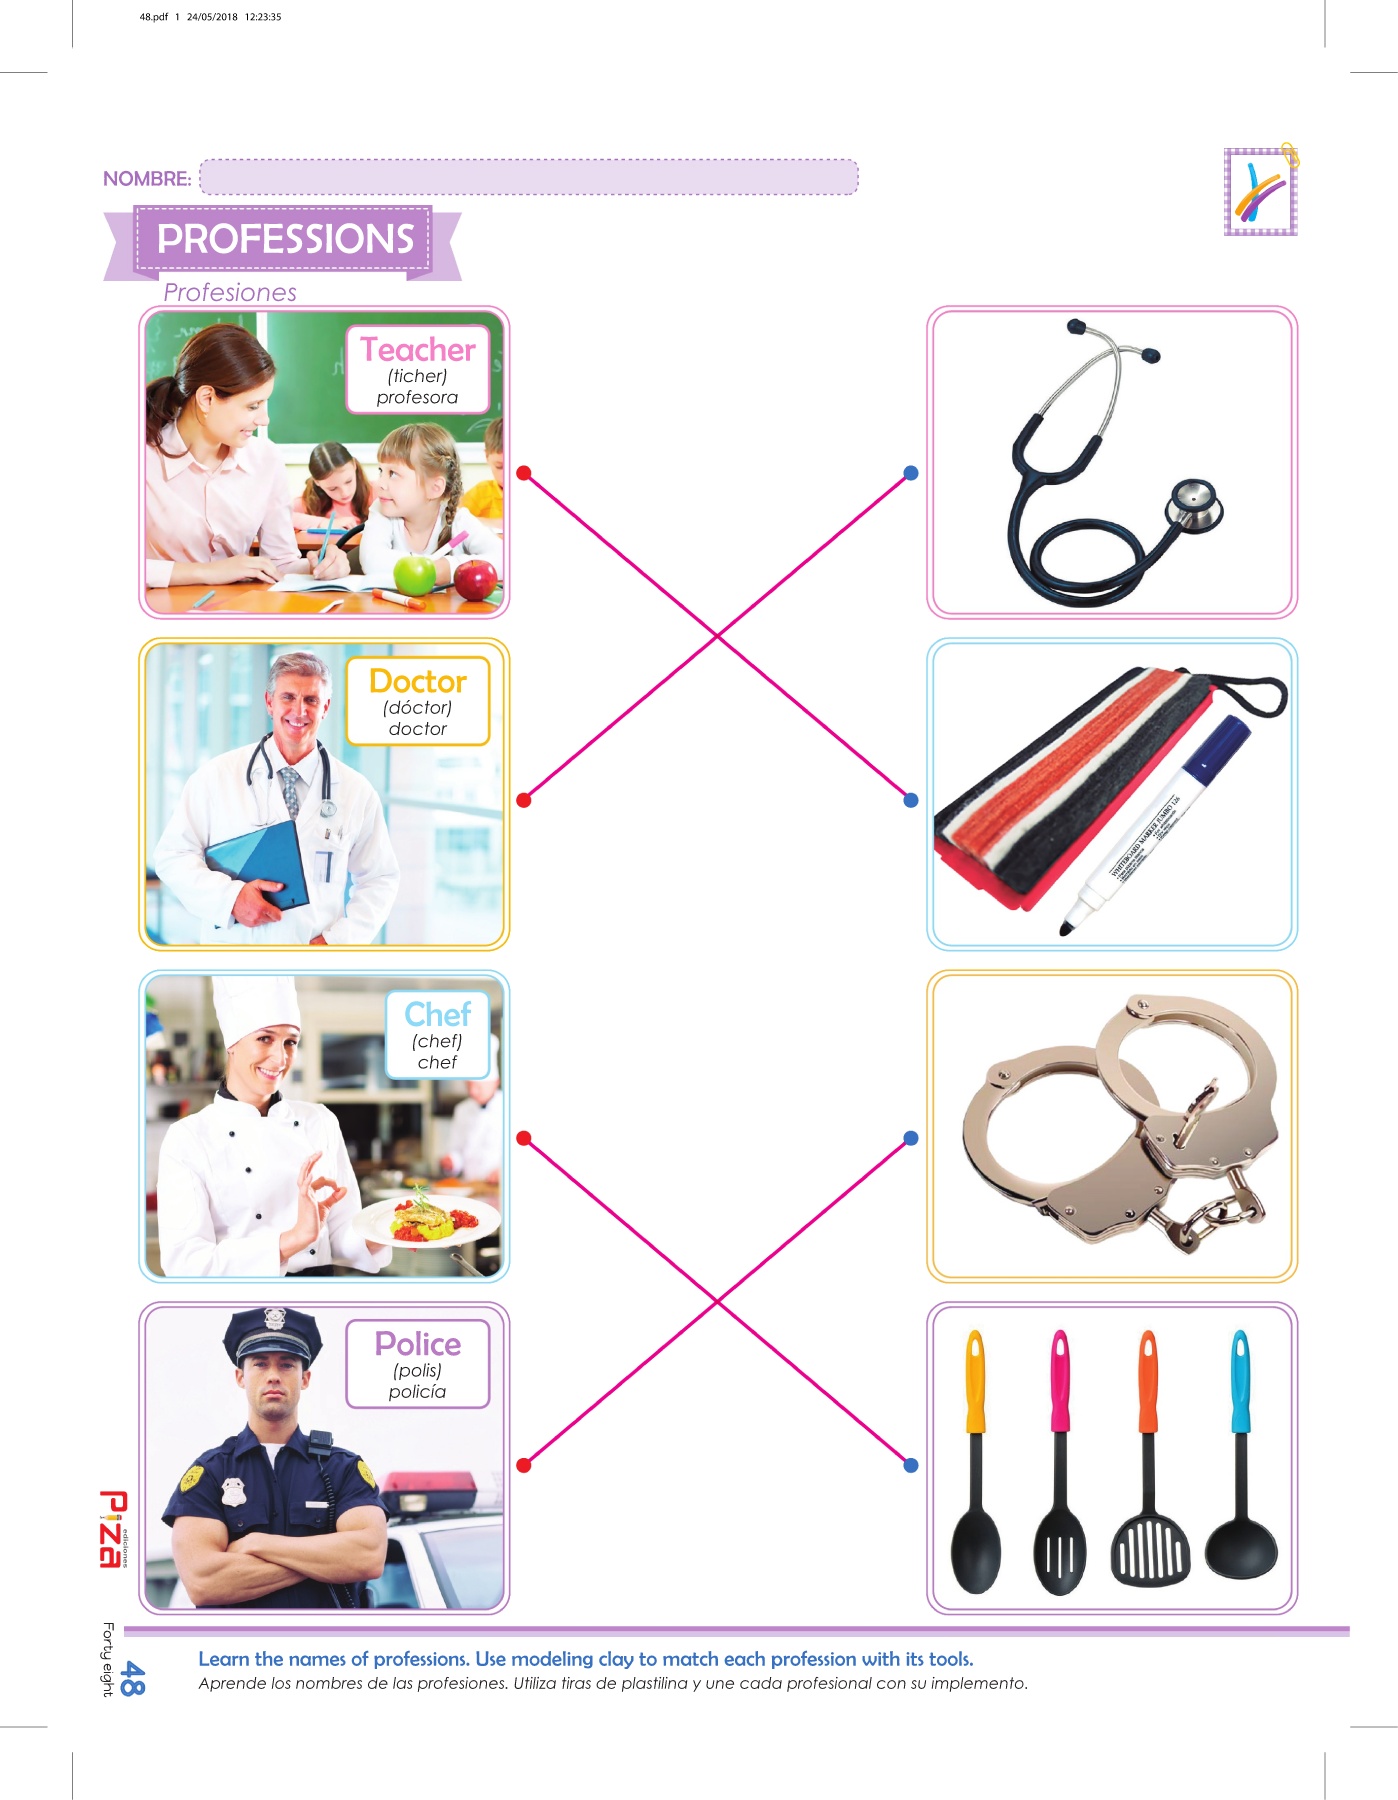 48.pdf 1 24/05/2018 12:23:35
NOMBRE:
PROFESSIONS
Profesiones
Teacher
(ticher)
profesora
Doctor
(dóctor)
doctor
WHITEBOARD MARKER JUMBO 126
Chef
(chef)
chef
Police
(polis)
policía
Piza
ediciones
Forty eight
48
Learn the names of professions. Use modeling clay to match each profession with its tools.
Aprende los nombres de las profesiones. Utiliza tiras de plastilina y une cada profesional con su implemento.